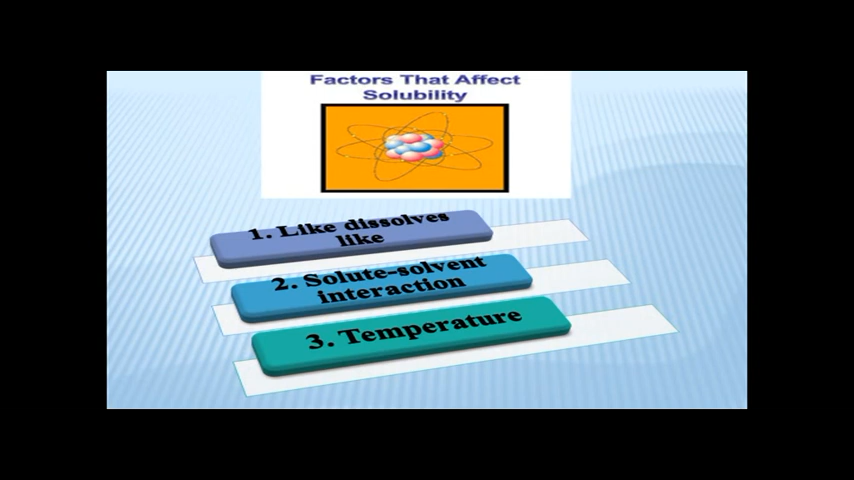 Factors That Affect
Solubility
1. Like dissolves
like
2. Solute-solvent
interaction
3. Temperature